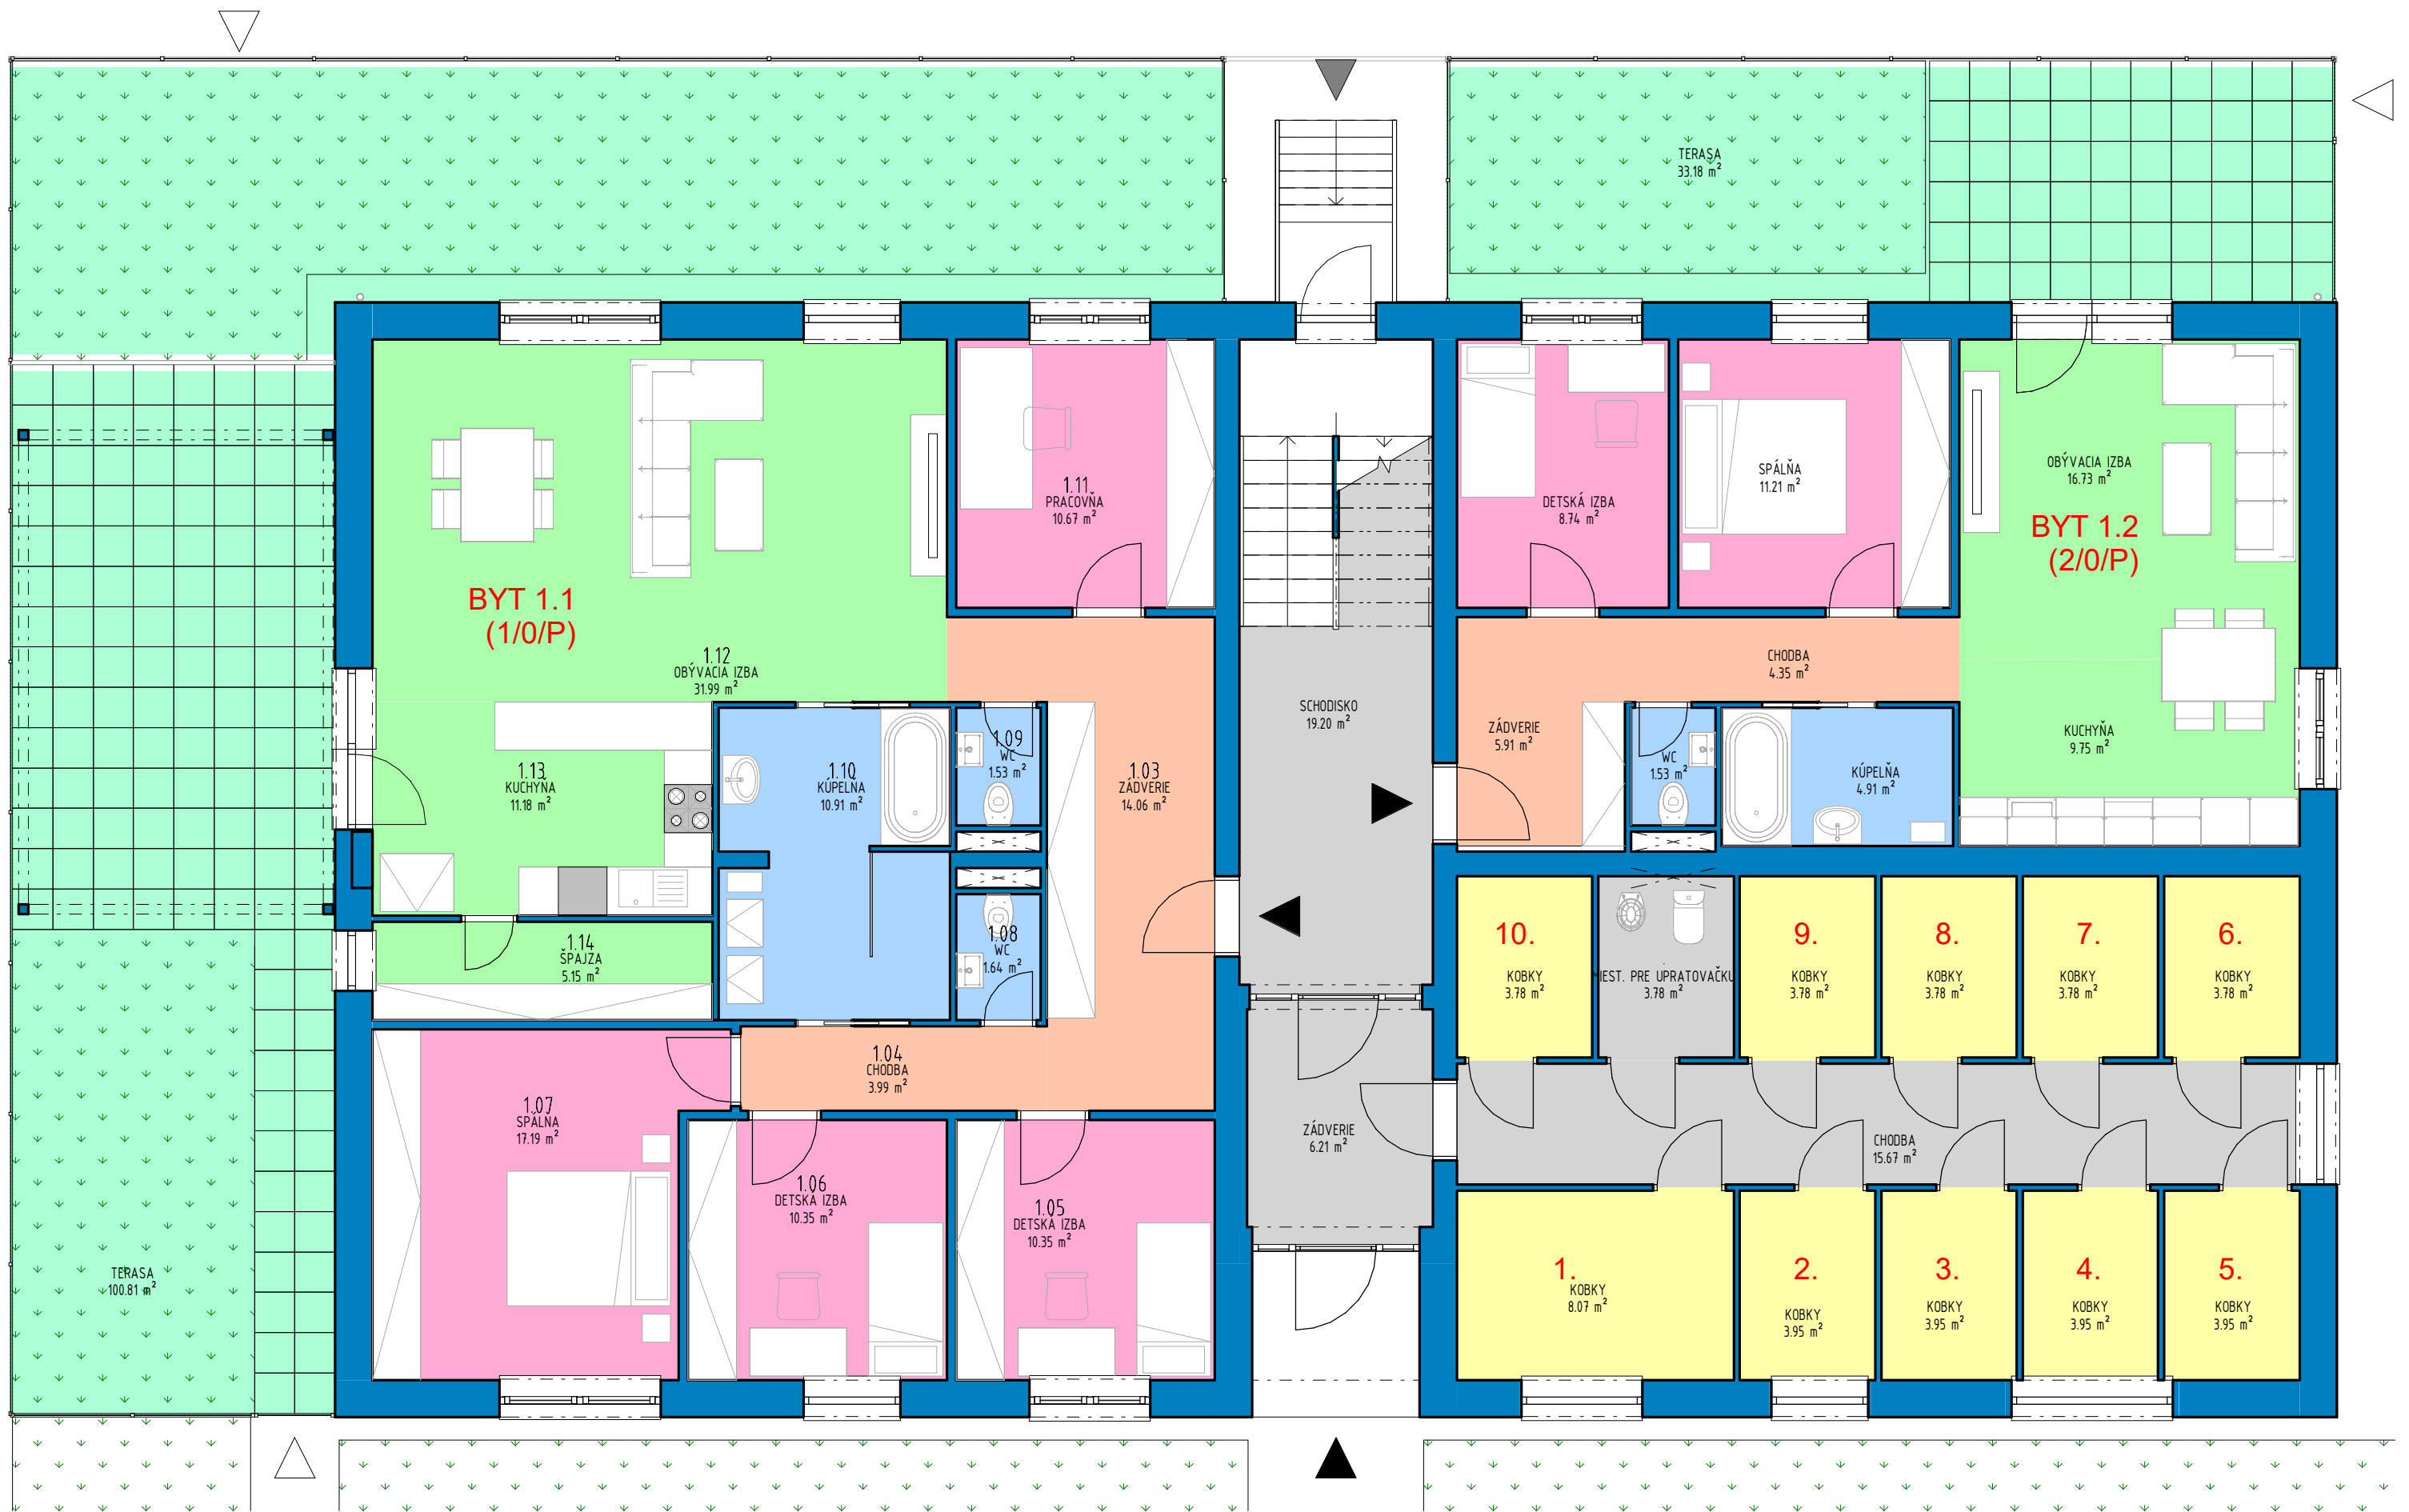 TERASA
33.18 m²
BYT 1.1
(1/0/P)
1.12
OBÝVACIA IZBA
31.99 m²
1.11
PRACOVŇA
10.67 m²
1.13
KUCHYŇA
11.18 m²
1.10
KÚPEĽŇA
10.91 m²
1.09
WC
1.53 m²
1.03
ZÁDVERIE
14.06 m²
1.14
ŠPAJZA
5.15 m²
1.08
WC
1.64 m²
1.04
CHODBA
3.99 m²
1.07
SPÁLŇA
17.19 m²
1.06
DETSKÁ IZBA
10.35 m²
1.05
DETSKÁ IZBA
10.35 m²
TERASA
100.81 m²
SCHODISKO
19.20 m²
ZÁDVERIE
6.21 m²
DETSKÁ IZBA
8.74 m²
SPÁLŇA
11.21 m²
OBÝVACIA IZBA
16.73 m²
BYT 1.2
(2/0/P)
CHODBA
4.35 m²
ZÁDVERIE
5.91 m²
WC
1.53 m²
KÚPEĽŇA
4.91 m²
KUCHYŇA
9.75 m²
10.
KOBKY
3.78 m²
MIEST. PRE UPRATOVAČKU
3.78 m²
9.
KOBKY
3.78 m²
8.
KOBKY
3.78 m²
7.
KOBKY
3.78 m²
6.
KOBKY
3.78 m²
CHODBA
15.67 m²
1.
KOBKY
8.07 m²
2.
KOBKY
3.95 m²
3.
KOBKY
3.95 m²
4.
KOBKY
3.95 m²
5.
KOBKY
3.95 m²